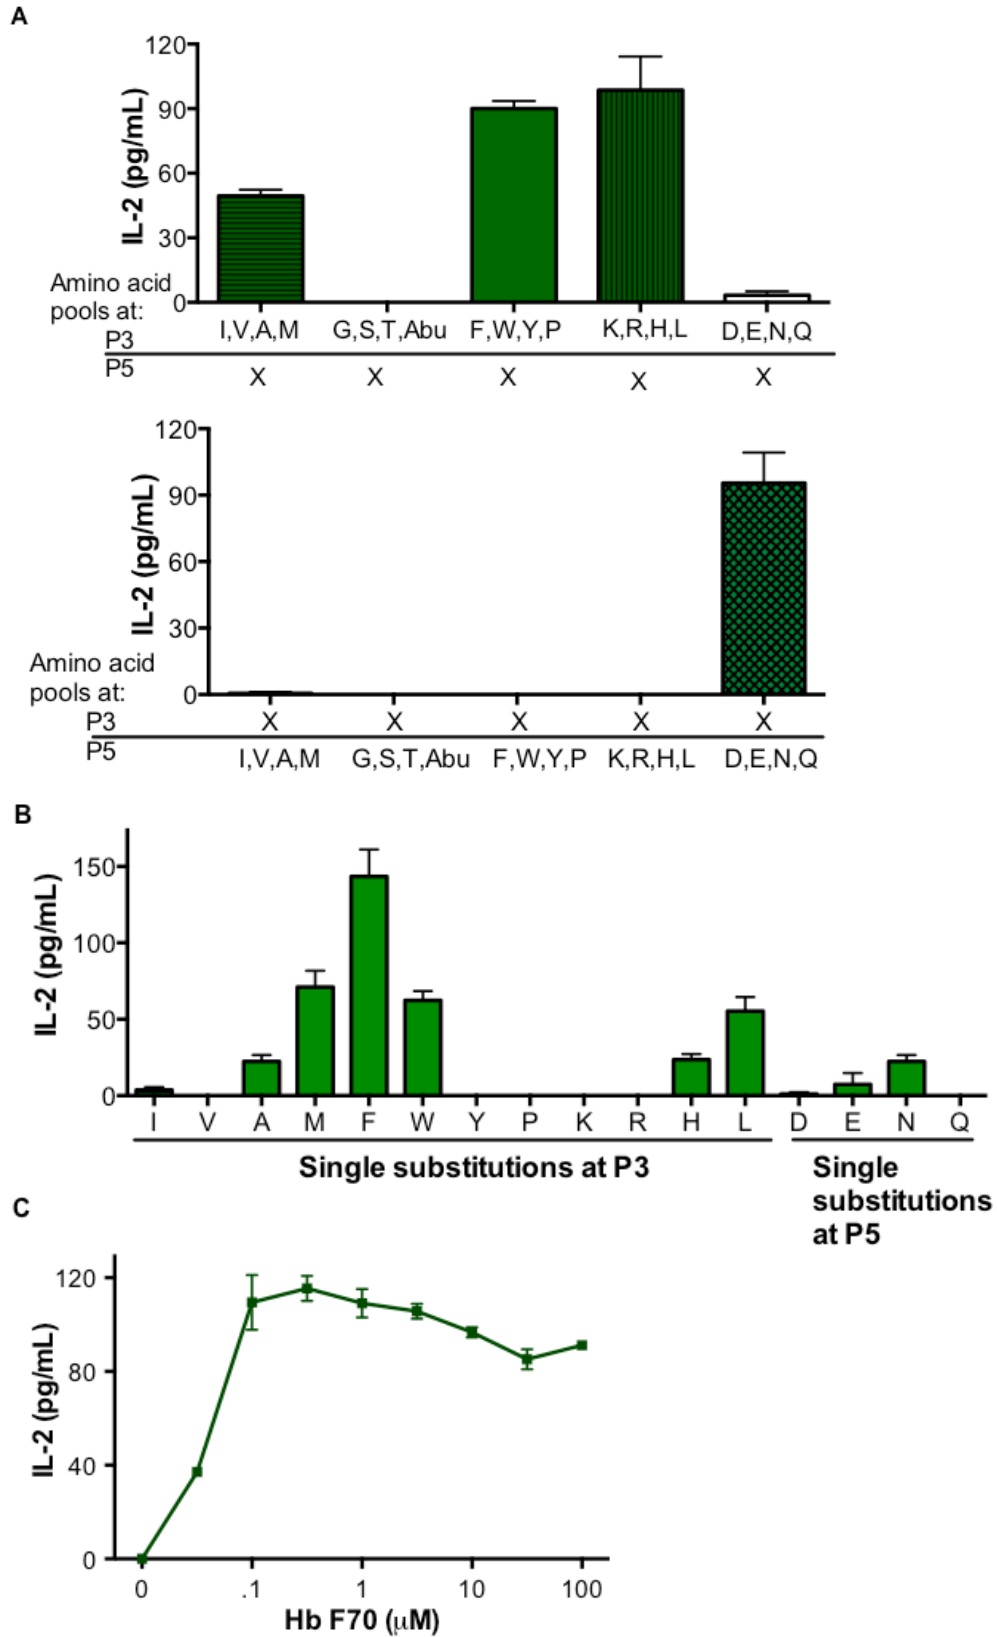 A
120
90
60
30
0
IL-2 (pg/mL)
Amino acid
pools at:
P3
I,V,A,M G,S,T,Abu F,W,Y,P K,R,H,L D,E,N,Q
P5
X X X X X
120
90
60
30
0
IL-2 (pg/mL)
Amino acid
pools at:
P3
X X X X X
P5
I,V,A,M G,S,T,Abu F,W,Y,P K,R,H,L D,E,N,Q
B
150
100
50
0
IL-2 (pg/mL)
I V A M F W Y P K R H L D E N Q
Single substitutions at P3
Single
substitutions
at P5
C
120
80
40
0
IL-2 (pg/mL)
0 .1 1 10 100
Hb F70 (μM)